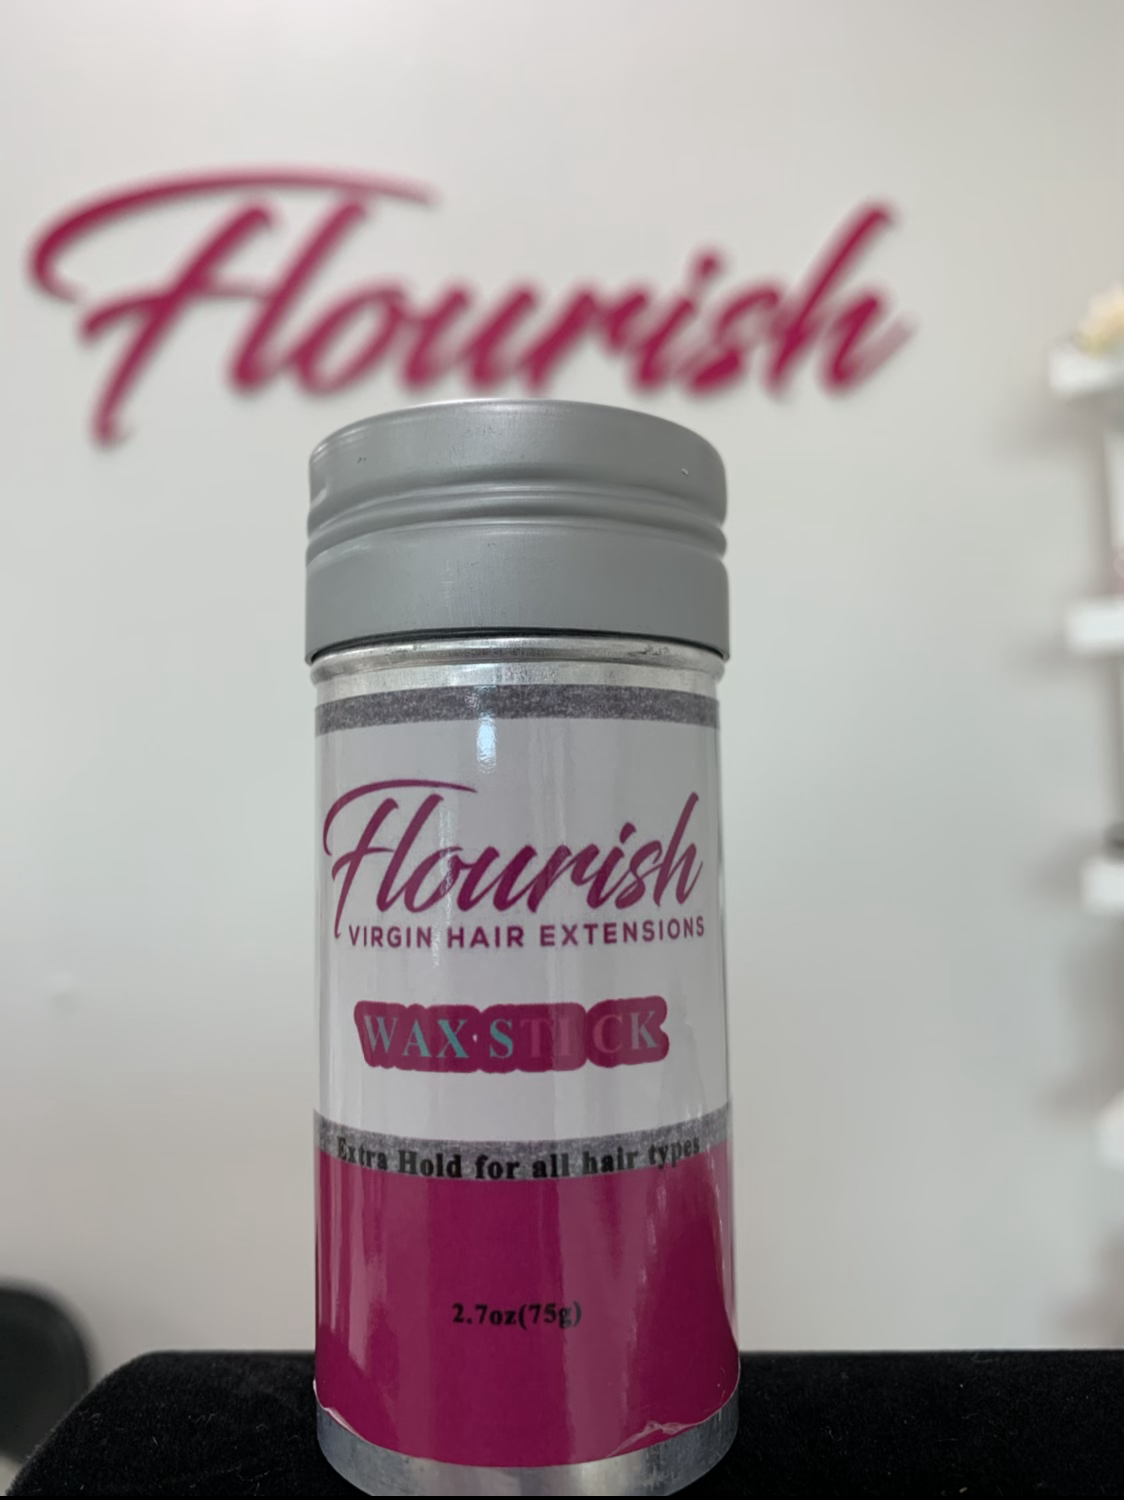 Flourish
Flourish
VIRGIN HAIR EXTENSIONS
WAX STICK
Extra Hold for all hair types
2.7oz(75g)